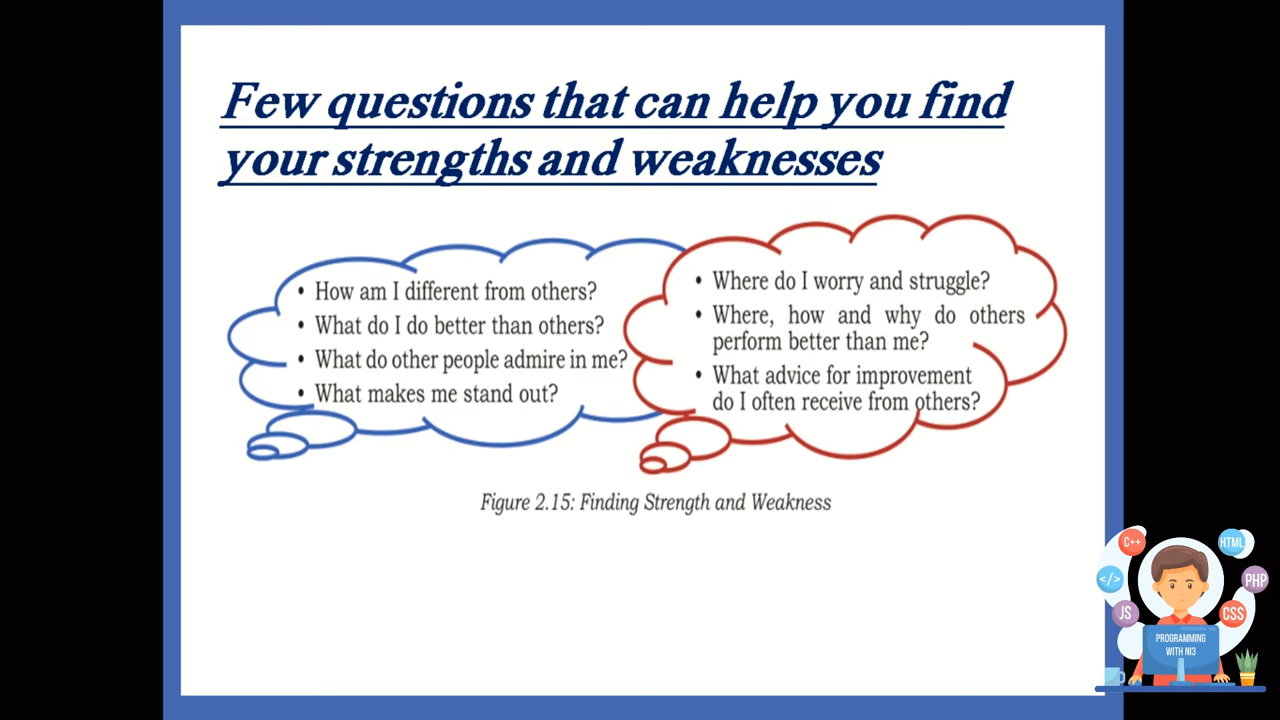 Few questions that can help you find
your strengths and weaknesses
• How am I different from others?
• What do I do better than others?
• What do other people admire in me?
• What makes me stand out?
• Where do I worry and struggle?
• Where, how and why do others
perform better than me?
• What advice for improvement
do I often receive from others?
Figure 2.15: Finding Strength and Weakness
C++
HTML
</>
PHP
JS
CSS
PROGRAMMING
WITH NI3